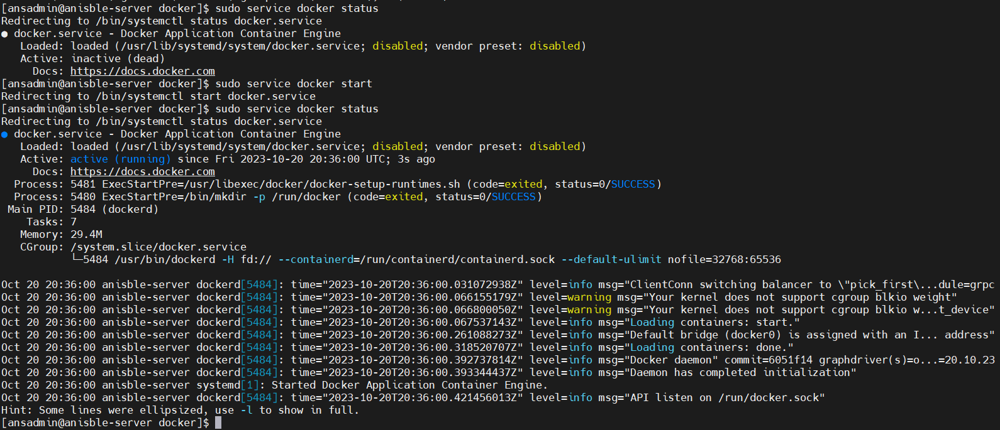 [ansadmin@anisble-server docker]$ sudo service docker status
Redirecting to /bin/systemctl status docker.service
● docker.service - Docker Application Container Engine
   Loaded: loaded (/usr/lib/systemd/system/docker.service; disabled; vendor preset: disabled)
   Active: inactive (dead)
     Docs: https://docs.docker.com
[ansadmin@anisble-server docker]$ sudo service docker start
Redirecting to /bin/systemctl start docker.service
[ansadmin@anisble-server docker]$ sudo service docker status
Redirecting to /bin/systemctl status docker.service
● docker.service - Docker Application Container Engine
   Loaded: loaded (/usr/lib/systemd/system/docker.service; disabled; vendor preset: disabled)
   Active: active (running) since Fri 2023-10-20 20:36:00 UTC; 3s ago
     Docs: https://docs.docker.com
  Process: 5481 ExecStartPre=/usr/libexec/docker/docker-setup-runtimes.sh (code=exited, status=0/SUCCESS)
  Process: 5480 ExecStartPre=/bin/mkdir -p /run/docker (code=exited, status=0/SUCCESS)
 Main PID: 5484 (dockerd)
    Tasks: 7
   Memory: 29.4M
   CGroup: /system.slice/docker.service
           └─5484 /usr/bin/dockerd -H fd:// --containerd=/run/containerd/containerd.sock --default-ulimit nofile=32768:65536

Oct 20 20:36:00 anisble-server dockerd[5484]: time="2023-10-20T20:36:00.031072938Z" level=info msg="ClientConn switching balancer to \"pick_first\...dule=grpc
Oct 20 20:36:00 anisble-server dockerd[5484]: time="2023-10-20T20:36:00.066155179Z" level=warning msg="Your kernel does not support cgroup blkio weight"
Oct 20 20:36:00 anisble-server dockerd[5484]: time="2023-10-20T20:36:00.066800050Z" level=warning msg="Your kernel does not support cgroup blkio w...t_device"
Oct 20 20:36:00 anisble-server dockerd[5484]: time="2023-10-20T20:36:00.067537143Z" level=info msg="Loading containers: start."
Oct 20 20:36:00 anisble-server dockerd[5484]: time="2023-10-20T20:36:00.261088273Z" level=info msg="Default bridge (docker0) is assigned with an I... address"
Oct 20 20:36:00 anisble-server dockerd[5484]: time="2023-10-20T20:36:00.318520707Z" level=info msg="Loading containers: done."
Oct 20 20:36:00 anisble-server dockerd[5484]: time="2023-10-20T20:36:00.392737814Z" level=info msg="Docker daemon" commit=6051f14 graphdriver(s)=o...=20.10.23
Oct 20 20:36:00 anisble-server dockerd[5484]: time="2023-10-20T20:36:00.393344437Z" level=info msg="Daemon has completed initialization"
Oct 20 20:36:00 anisble-server systemd[1]: Started Docker Application Container Engine.
Oct 20 20:36:00 anisble-server dockerd[5484]: time="2023-10-20T20:36:00.421456013Z" level=info msg="API listen on /run/docker.sock"
Hint: Some lines were ellipsized, use -l to show in full.
[ansadmin@anisble-server docker]$